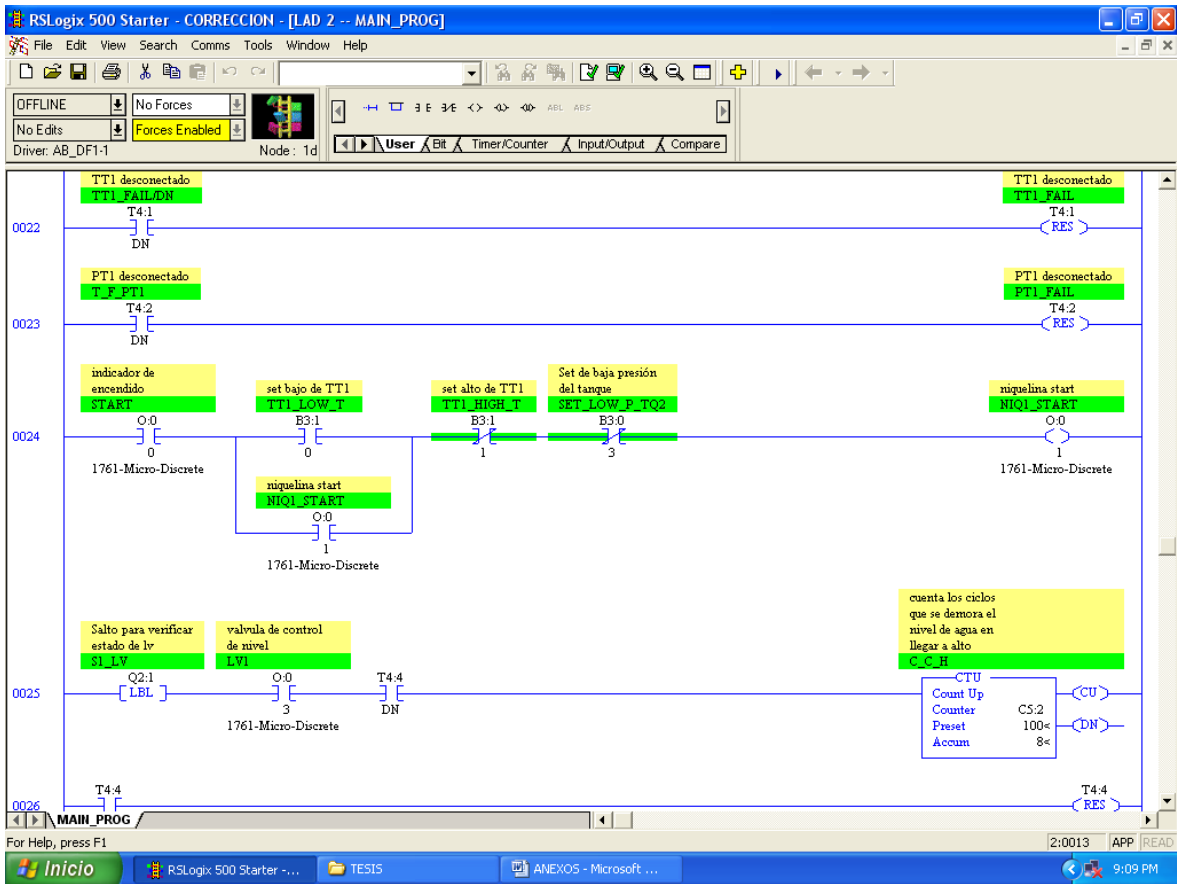 RSLogix 500 Starter - CORRECCION - [LAD 2 -- MAIN_PROG]
File Edit View Search Comms Tools Window Help
OFFLINE No Forces
No Edits Forces Enabled
Driver: AB_DF1-1 Node : 1d
ABL ABS
User Bit Timer/Counter Input/Output Compare
TT1 desconectado
TT1_FAIL/DN
T4:1
DN
TT1 desconectado
TT1_FAIL
T4:1
RES
0022
PT1 desconectado
T_F_PT1
T4:2
DN
PT1 desconectado
PT1_FAIL
T4:2
RES
0023
indicador de
encendido
START
O:0
0
1761-Micro-Discrete
set bajo de TT1
TT1_LOW_T
B3:1
0
set alto de TT1
TT1_HIGH_T
B3:1
1
Set de baja presión
del tanque
SET_LOW_P_TQ2
B3:0
3
niquelina start
NIQ1_START
O:0
1
1761-Micro-Discrete
0024
niquelina start
NIQ1_START
O:0
1
1761-Micro-Discrete
Salto para verificar
estado de lv
S1_LV
Q2:1
LBL
valvula de control
de nivel
LV1
O:0
3
1761-Micro-Discrete
T4:4
DN
cuenta los ciclos
que se demora el
nivel de agua en
llegar a alto
C_C_H
CTU
Count Up
Counter C5:2
Preset 100<
Accum 8<
CU
DN
0025
T4:4
T4:4
RES
0026
MAIN_PROG
For Help, press F1
2:0013 APP READ
Inicio RSLogix 500 Starter -... TESIS ANEXOS - Microsoft ... 9:09 PM